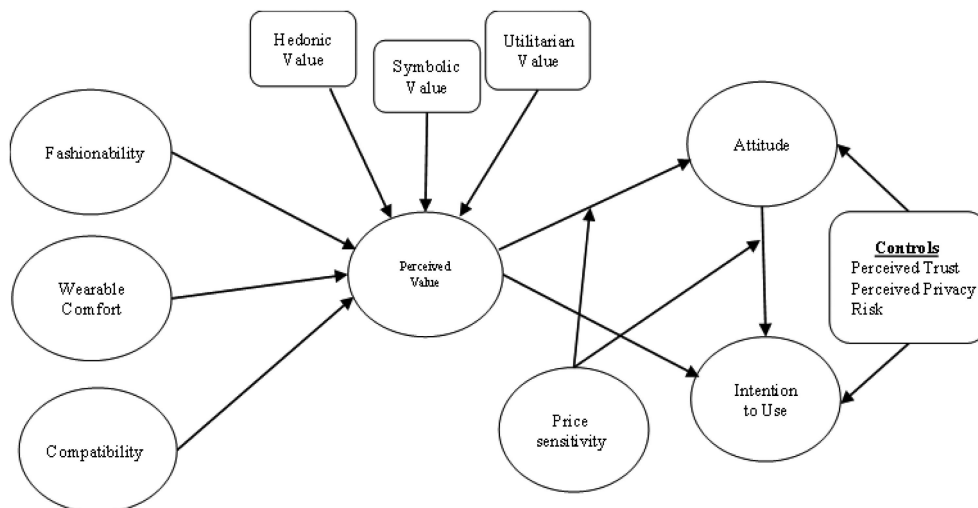 Hedonic
Value
Symbolic
Value
Utilitarian
Value
Fashionability
Attitude
Wearable
Comfort
Perceived
Value
Controls
Perceived Trust
Perceived Privacy
Risk
Compatibility
Price
sensitivity
Intention
to Use